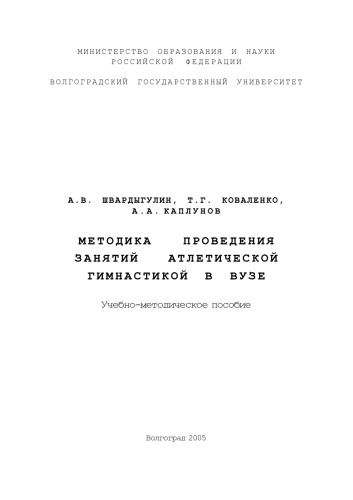 МИНИСТЕРСТВО ОБРАЗОВАНИЯ И НАУКИ
РОССИЙСКОЙ ФЕДЕРАЦИИ
ВОЛГОГРАДСКИЙ ГОСУДАРСТВЕННЫЙ УНИВЕРСИТЕТ
А.В. ШВАРДЫГУЛИН, Т.Г. КОВАЛЕНКО,
А.А. КАПЛУНОВ
МЕТОДИКА ПРОВЕДЕНИЯ
ЗАНЯТИЙ АТЛЕТИЧЕСКОЙ
ГИМНАСТИКОЙ В ВУЗЕ
Учебно-методическое пособие
Волгоград 2005